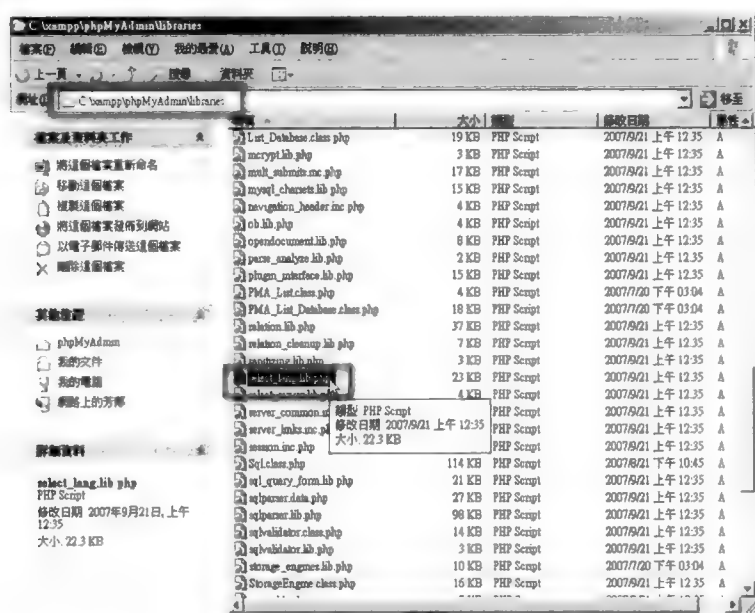 C:\xampp\phpMyAdmin\libraries
檔案(F) 編輯(E) 檢視(V) 我的最愛(A) 工具(T) 說明(H)
上一頁 搜尋 資料夾
網址(D) C:\xampp\phpMyAdmin\libraries 移至
檔案及資料夾工作
將這個檔案重新命名
移動這個檔案
複製這個檔案
將這個檔案發佈到網站
以電子郵件傳送這個檔案
刪除這個檔案
其他位置
phpMyAdmin
我的文件
我的電腦
網路上的芳鄰
詳細資料
select_lang.lib.php
PHP Script
修改日期: 2007年9月21日, 上午
12:35
大小: 22.3 KB
大小 類型 修改日期 屬性
List_Database.class.php 19 KB PHP Script 2007/9/21 上午 12:35 A
mcrypt.lib.php 3 KB PHP Script 2007/9/21 上午 12:35 A
mult_submits.inc.php 17 KB PHP Script 2007/9/21 上午 12:35 A
mysql_charsets.lib.php 15 KB PHP Script 2007/9/21 上午 12:35 A
navigation_header.inc.php 4 KB PHP Script 2007/9/21 上午 12:35 A
ob.lib.php 4 KB PHP Script 2007/9/21 上午 12:35 A
opendocument.lib.php 8 KB PHP Script 2007/9/21 上午 12:35 A
parse_analyze.lib.php 2 KB PHP Script 2007/9/21 上午 12:35 A
plugin_interface.lib.php 15 KB PHP Script 2007/9/21 上午 12:35 A
PMA_List.class.php 4 KB PHP Script 2007/7/20 下午 03:04 A
PMA_List_Database.class.php 18 KB PHP Script 2007/7/20 下午 03:04 A
relation.lib.php 37 KB PHP Script 2007/9/21 上午 12:35 A
relation_cleanup.lib.php 7 KB PHP Script 2007/9/21 上午 12:35 A
sanitizing.lib.php 3 KB PHP Script 2007/9/21 上午 12:35 A
select_lang.lib.php 23 KB PHP Script 2007/9/21 上午 12:35 A
4 KB PHP Script 2007/9/21 上午 12:35 A
server_common.in PHP Script 2007/9/21 上午 12:35 A
server_links.inc.p PHP Script 2007/9/21 上午 12:35 A
session.inc.php PHP Script 2007/9/21 上午 12:35 A
類型: PHP Script
修改日期: 2007/9/21 上午 12:35
大小: 22.3 KB
Sql.class.php 114 KB PHP Script 2007/8/21 下午 10:45 A
sql_query_form.lib.php 21 KB PHP Script 2007/9/21 上午 12:35 A
sqlparser.data.php 27 KB PHP Script 2007/9/21 上午 12:35 A
sqlparser.lib.php 98 KB PHP Script 2007/9/21 上午 12:35 A
sqlvalidator.class.php 14 KB PHP Script 2007/9/21 上午 12:35 A
sqlvalidator.lib.php 3 KB PHP Script 2007/9/21 上午 12:35 A
storage_engines.lib.php 10 KB PHP Script 2007/7/20 下午 03:04 A
StorageEngine.class.php 16 KB PHP Script 2007/9/21 上午 12:35 A